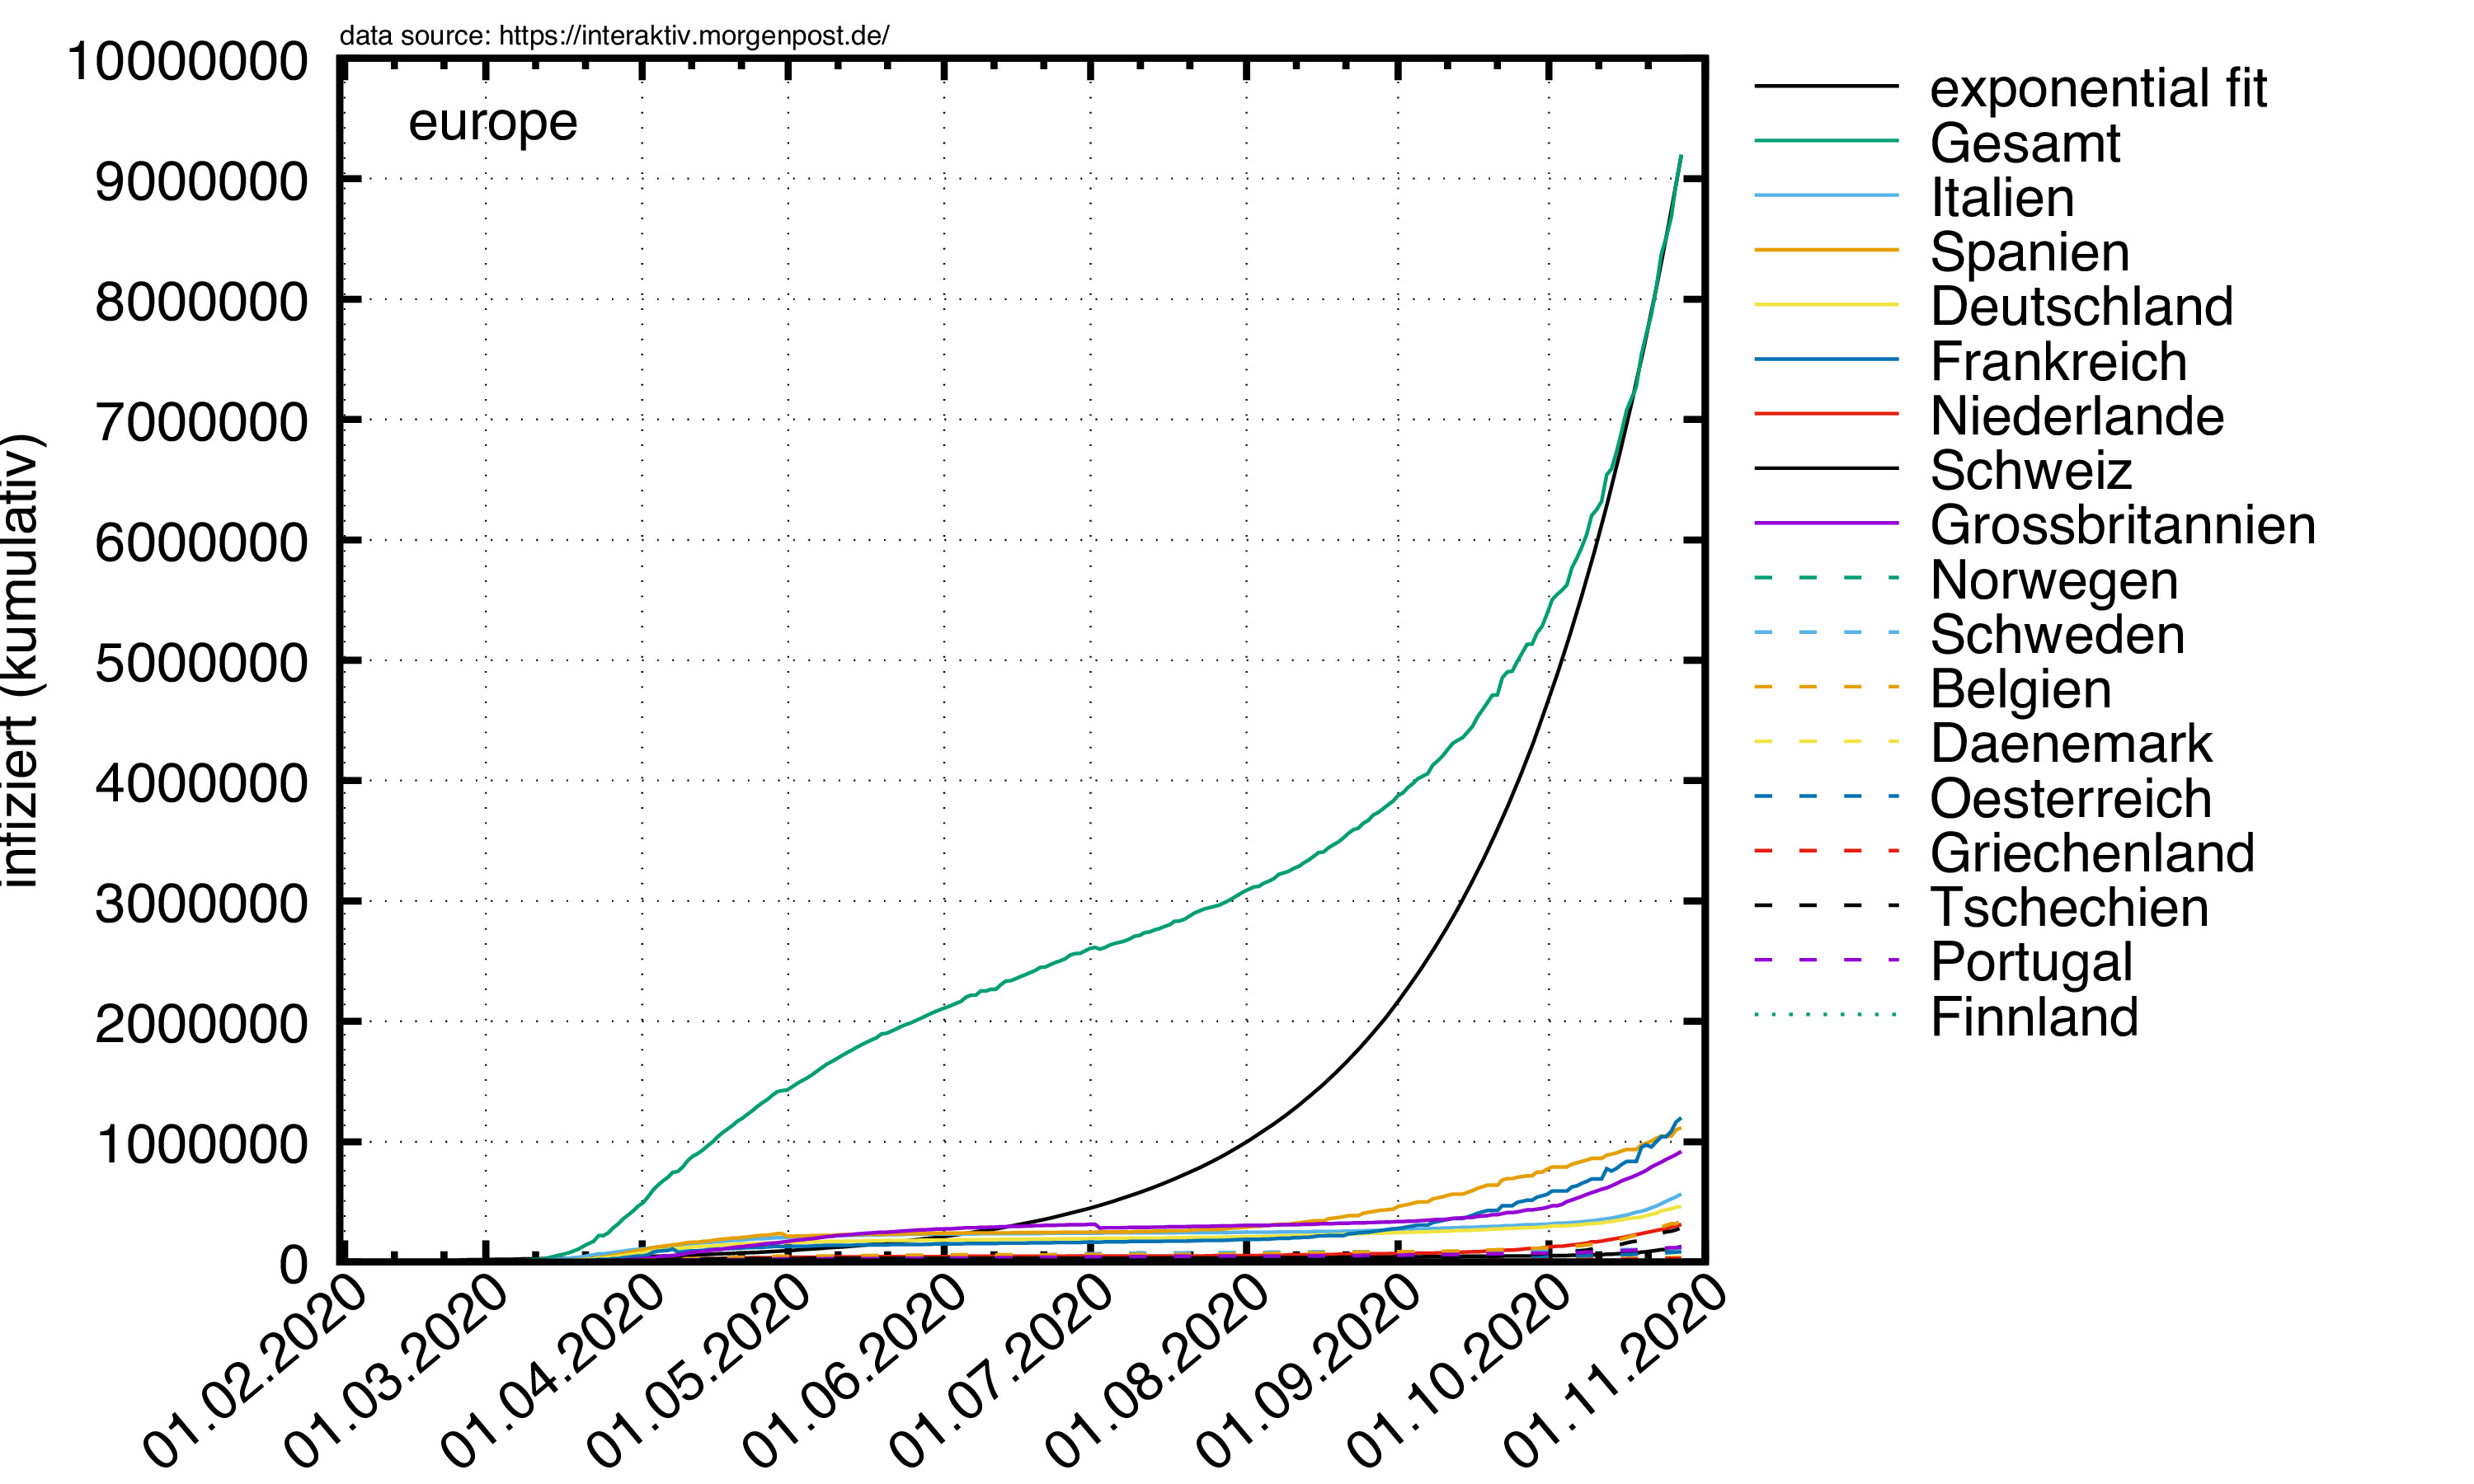 data source: https://interaktiv.morgenpost.de/
europe
infiziert (kumulativ)
10000000
9000000
8000000
7000000
6000000
5000000
4000000
3000000
2000000
1000000
0
01.02.2020
01.03.2020
01.04.2020
01.05.2020
01.06.2020
01.07.2020
01.08.2020
01.09.2020
01.10.2020
01.11.2020
exponential fit
Gesamt
Italien
Spanien
Deutschland
Frankreich
Niederlande
Schweiz
Grossbritannien
Norwegen
Schweden
Belgien
Daenemark
Oesterreich
Griechenland
Tschechien
Portugal
Finnland